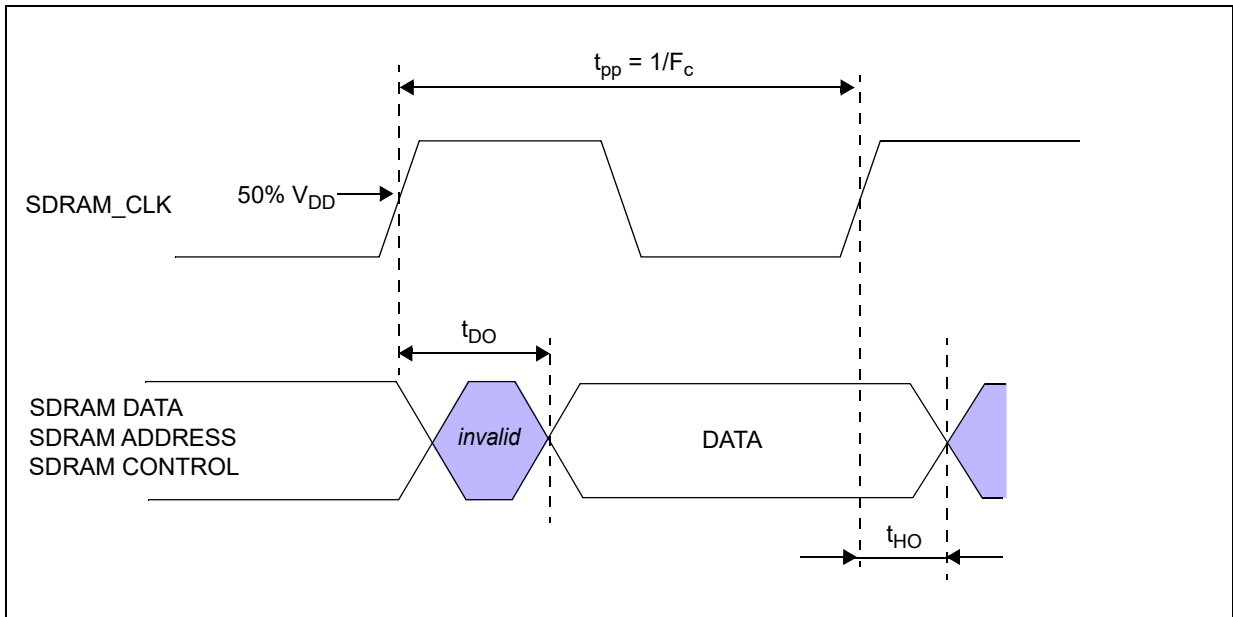 t_pp = 1/F_c
50% V_DD
SDRAM_CLK
t_DO
SDRAM DATA
SDRAM ADDRESS
SDRAM CONTROL
invalid
DATA
t_HO